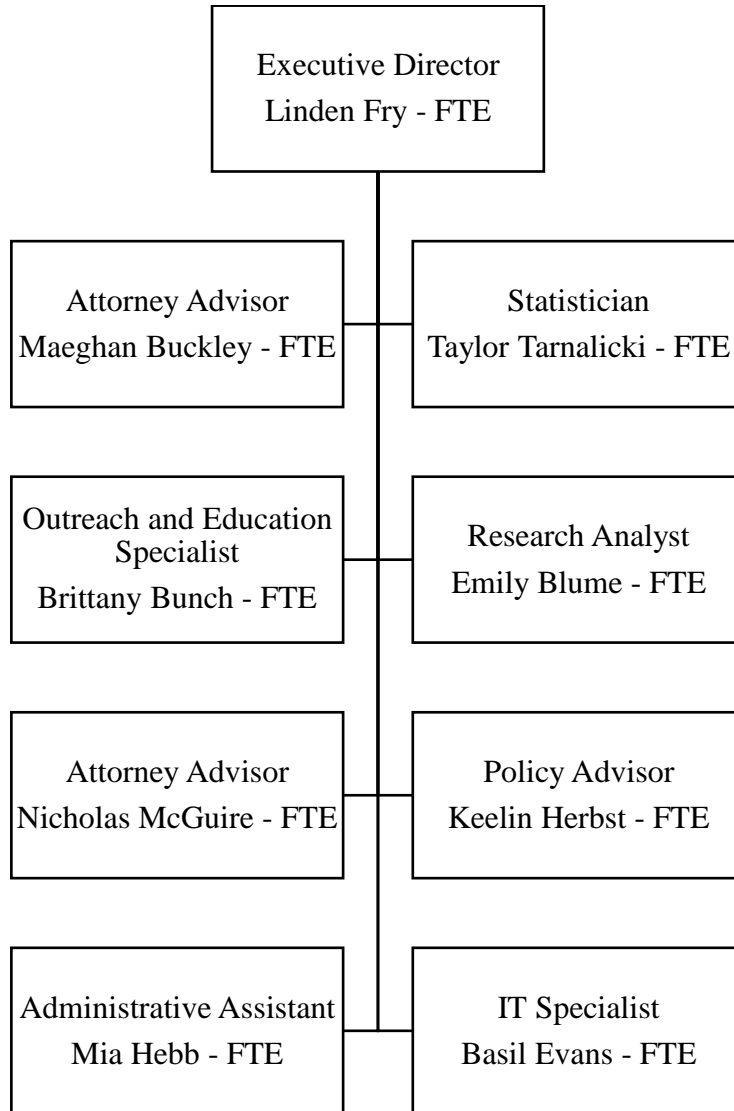 Executive Director
Linden Fry - FTE
Attorney Advisor
Maeghan Buckley - FTE
Statistician
Taylor Tarnalicki - FTE
Outreach and Education
Specialist
Brittany Bunch - FTE
Research Analyst
Emily Blume - FTE
Attorney Advisor
Nicholas McGuire - FTE
Policy Advisor
Keelin Herbst - FTE
Administrative Assistant
Mia Hebb - FTE
IT Specialist
Basil Evans - FTE